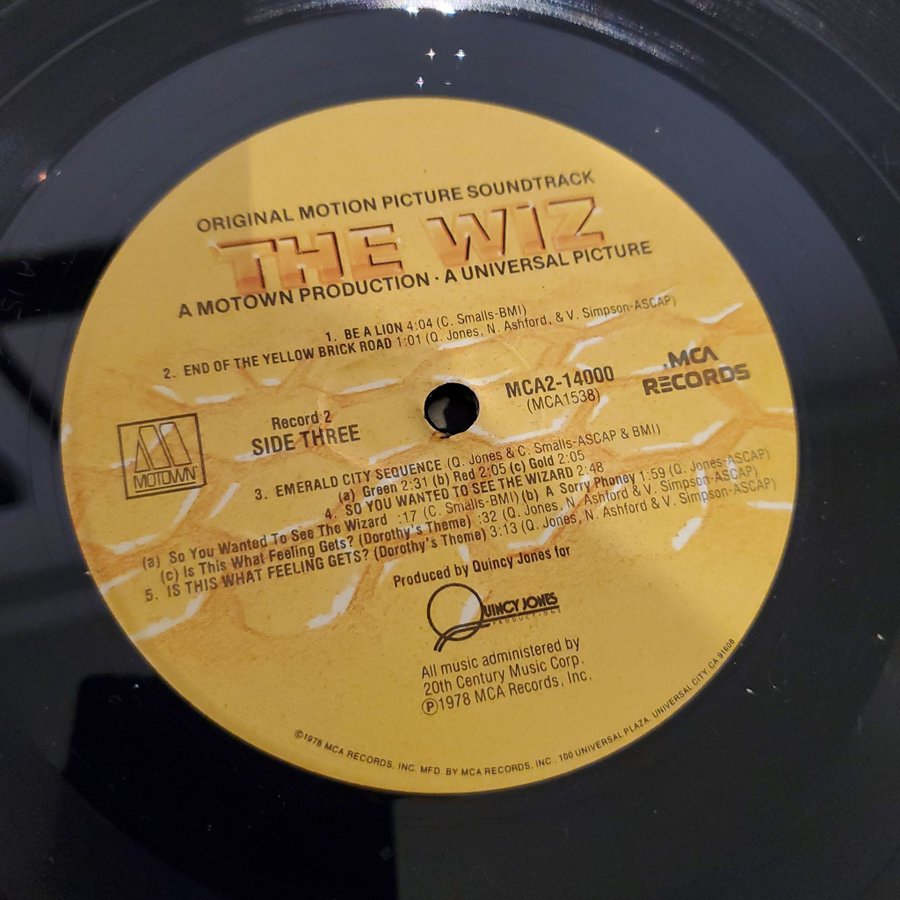 ORIGINAL MOTION PICTURE SOUNDTRACK
THE WIZ
A MOTOWN PRODUCTION · A UNIVERSAL PICTURE
1. BE A LION 4:04 (C. Smalls-BMI)
2. END OF THE YELLOW BRICK ROAD 1:01 (Q. Jones, N. Ashford, & V. Simpson-ASCAP)
MOTOWN
Record 2
SIDE THREE
MCA2-14000
(MCA1538)
MCA RECORDS
3. EMERALD CITY SEQUENCE (Q. Jones & C. Smalls-ASCAP & BMI)
(a) Green 2:31 (b) Red 2:05 (c) Gold 2:05
4. SO YOU WANTED TO SEE THE WIZARD 2:48
(a) So You Wanted To See The Wizard :17 (C. Smalls-BMI) (b) A Sorry Phoney 1:59 (Q. Jones-ASCAP)
(c) Is This What Feeling Gets? (Dorothy's Theme) :32 (Q. Jones, N. Ashford & V. Simpson-ASCAP)
5. IS THIS WHAT FEELING GETS? (Dorothy's Theme) 3:13 (Q. Jones, N. Ashford & V. Simpson-ASCAP)
Produced by Quincy Jones for
QUINCY JONES
PRODUCTIONS
All music administered by
20th Century Music Corp.
Ⓟ1978 MCA Records, Inc.
©1978 MCA RECORDS, INC. MFD. BY MCA RECORDS, INC., 100 UNIVERSAL PLAZA, UNIVERSAL CITY, CA 91608